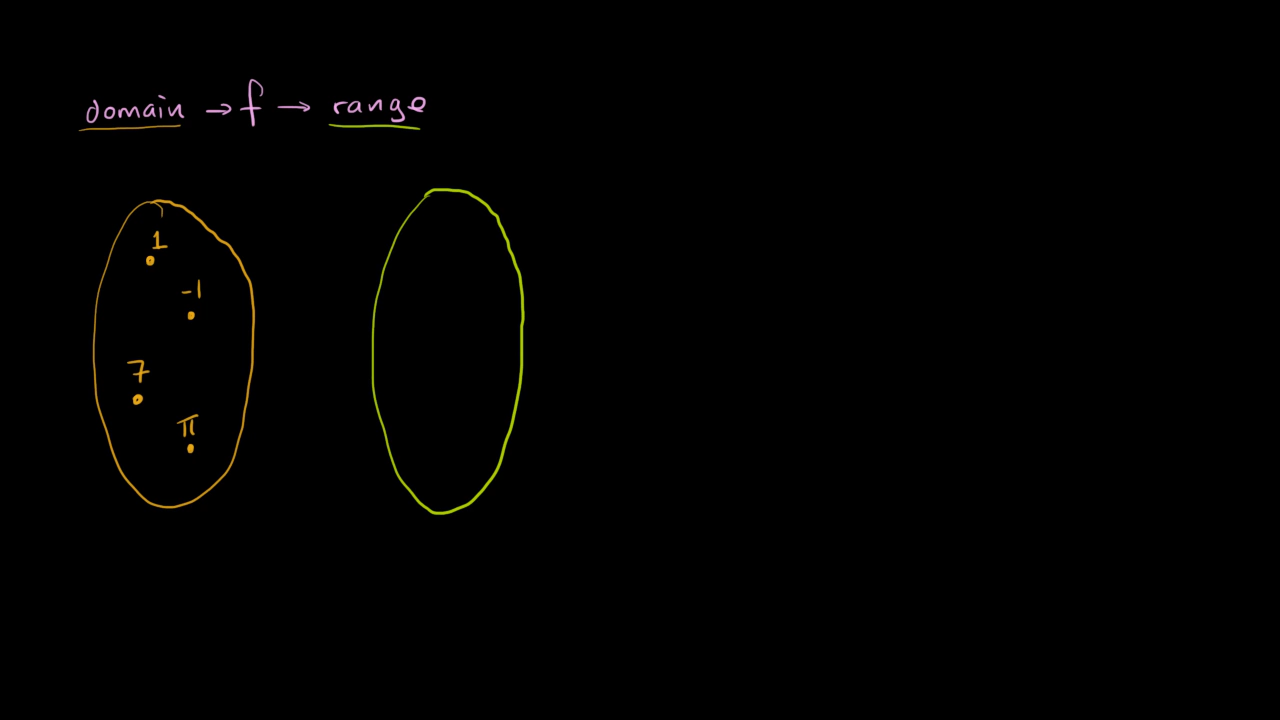 domain → f → range
1
-1
7
π